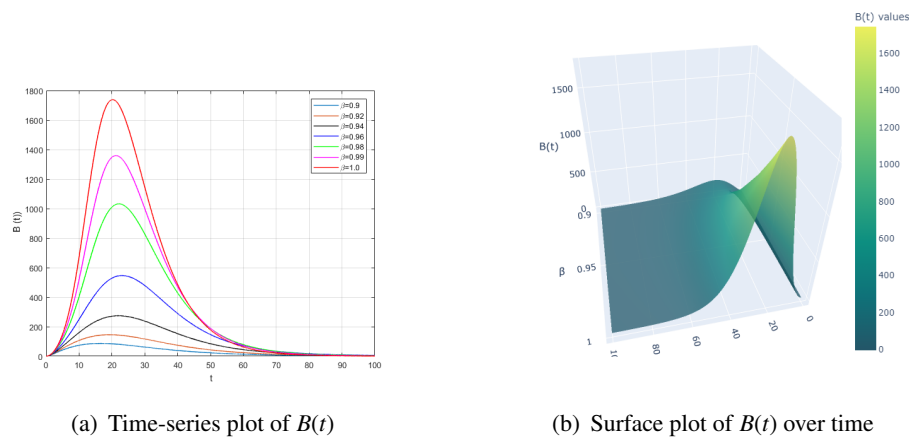 B(t) values
1800
1600
1400
1200
1000
800
600
400
200
0
B (t))
0 10 20 30 40 50 60 70 80 90 100
t
β=0.9
β=0.92
β=0.94
β=0.96
β=0.98
β=0.99
β=1.0
1500
1000
500
0
B(t)
0.9
0.95
1
β
10
80
60
40
20
0
1600
1400
1200
1000
800
600
400
200
0
(a) Time-series plot of B(t)
(b) Surface plot of B(t) over time